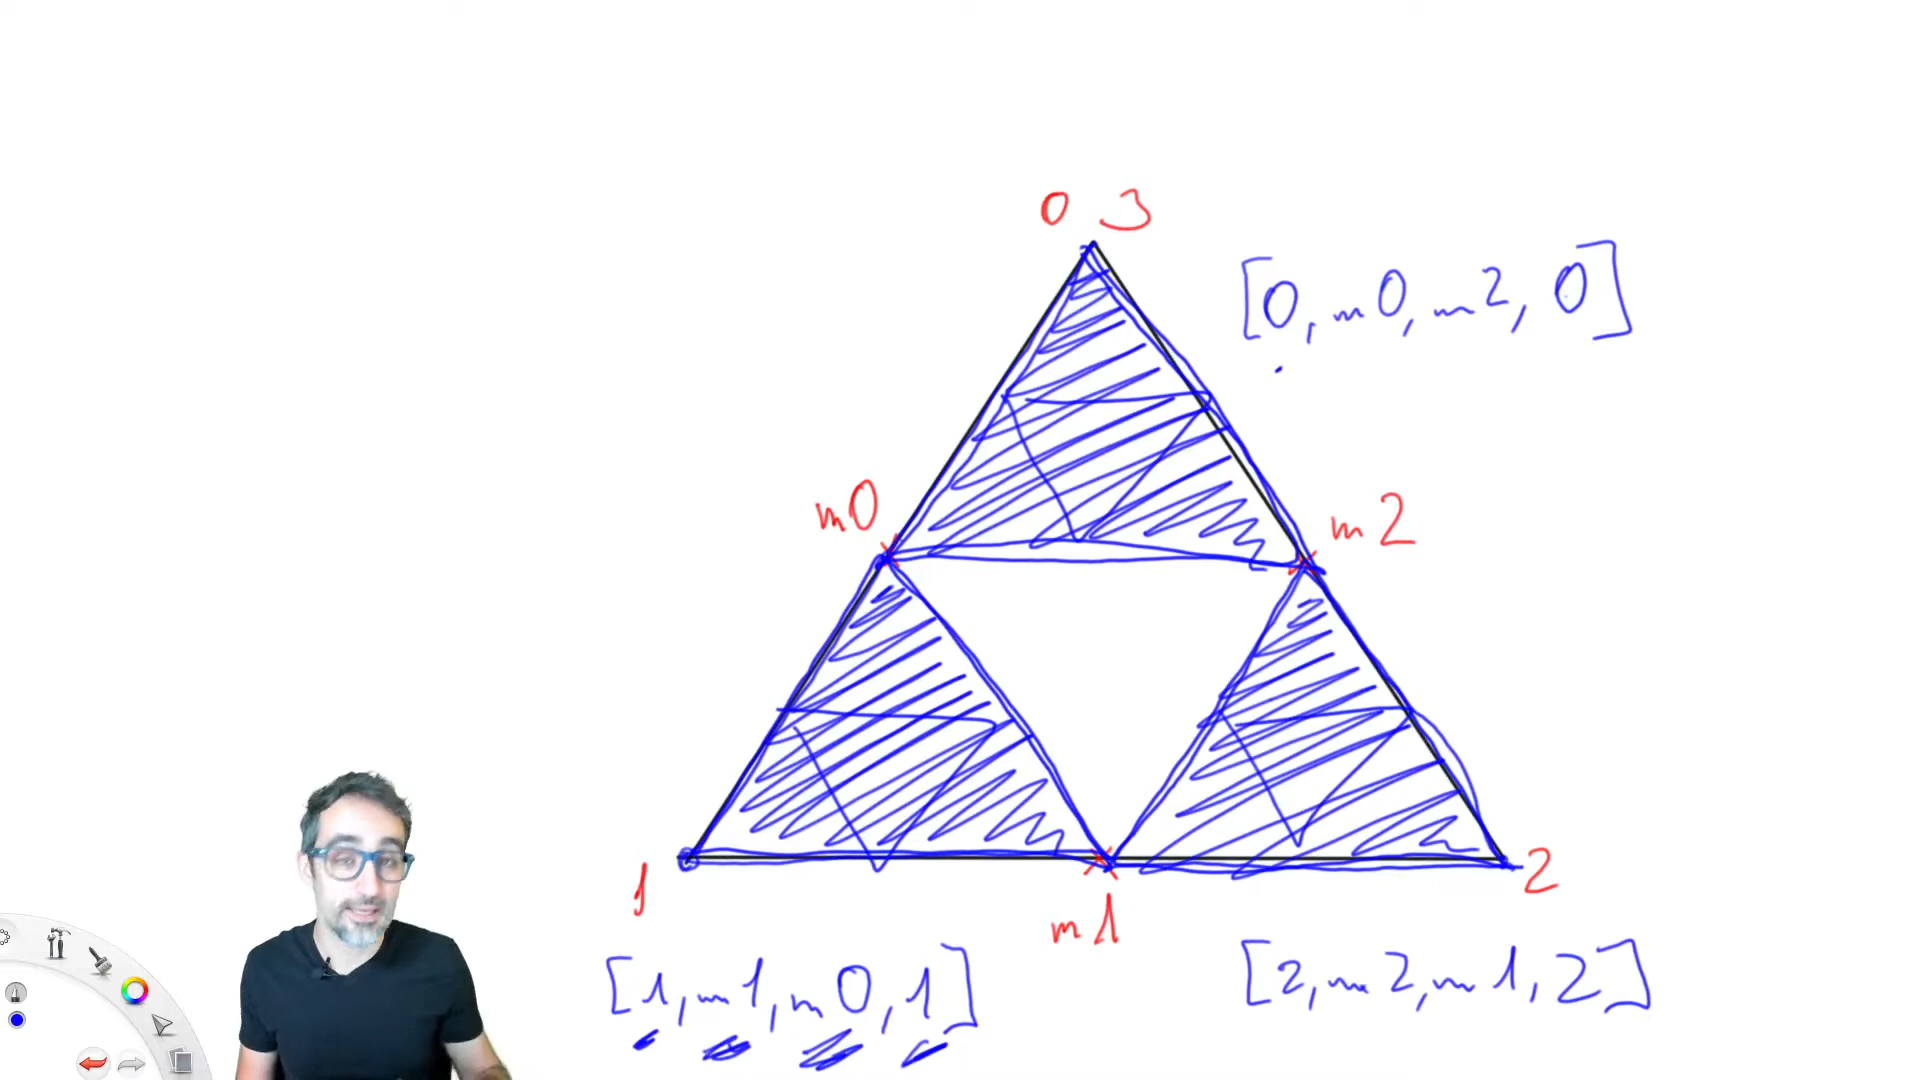 0 3
[0, m0, m2, 0]
m0
m2
1
2
m1
[1, m1, m0, 1]
[2, m2, m1, 2]